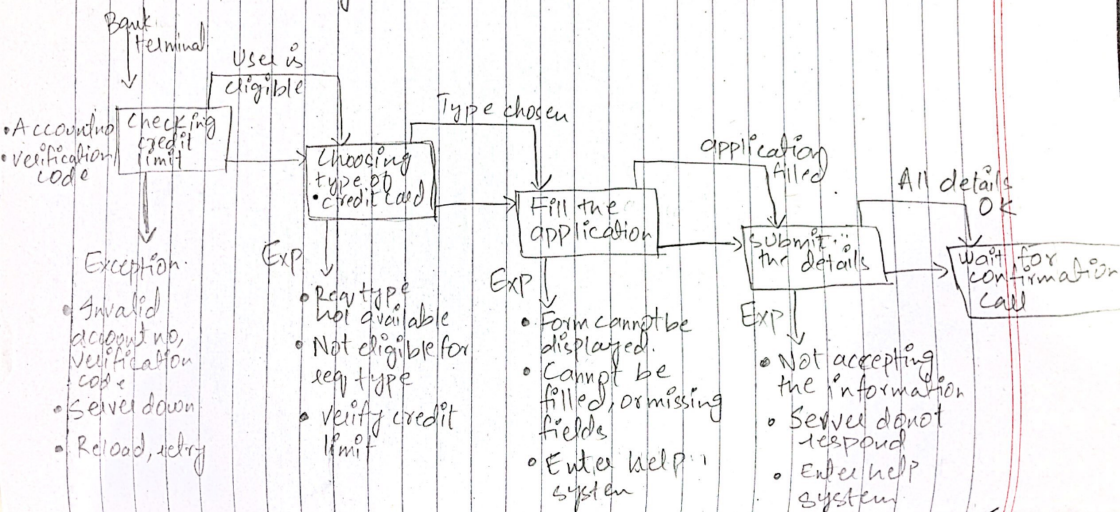 Bank
terminal
• Account no
• verification
code
checking
credit
limit
User is
eligible
Exception
• Invalid
account no,
verification
code
• Server down
• Reload, retry
Choosing
type of
• credit card
Type chosen
Exp
• Req type
not available
• Not eligible for
req type
• verify credit
limit
Fill the
application
application
filled
Exp
• Form cannot be
displayed.
• Cannot be
filled, or missing
fields
• Enter help
system
submit
the details
All details
OK
Exp
• Not accepting
the information
• Server donot
respond
• Enter help
system
wait for
confirmation
call